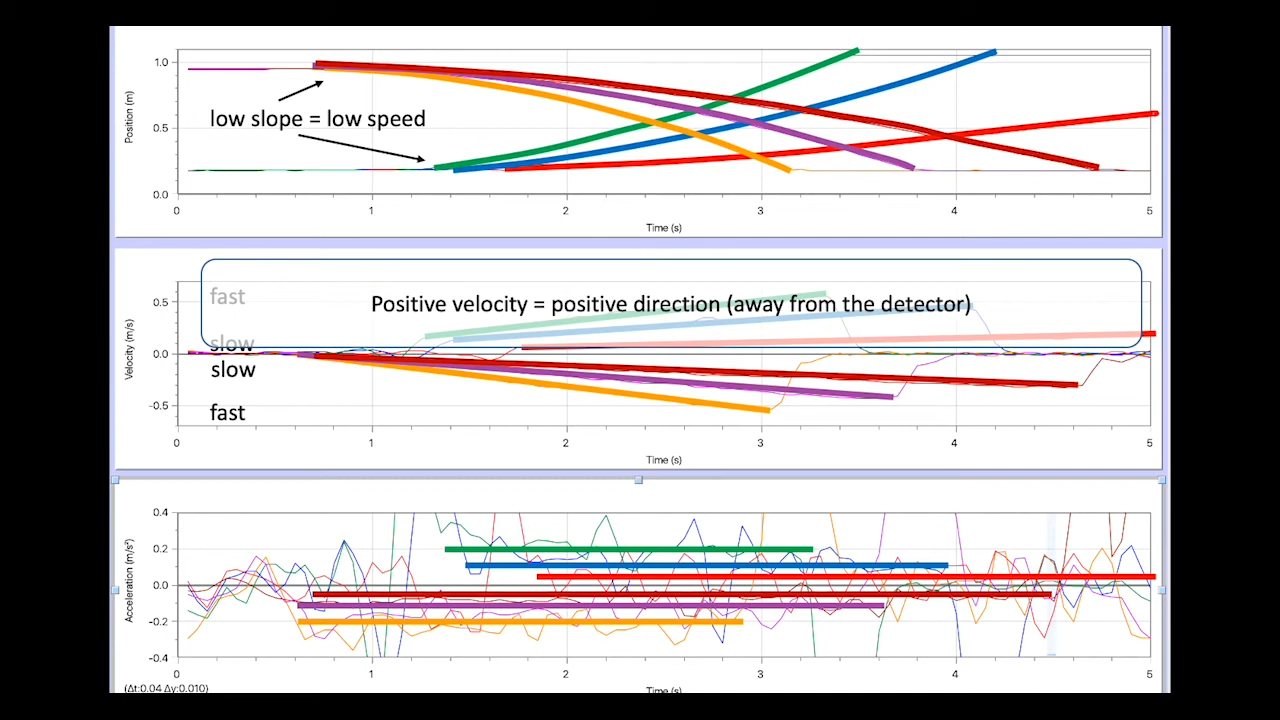 1.0
low slope = low speed
0.5
0.0
Position (m)
0 1 2 3 4 5
Time (s)
fast
Positive velocity = positive direction (away from the detector)
0.5
slow
0.0
slow
-0.5
fast
Velocity (m/s)
0 1 2 3 4 5
Time (s)
0.4
0.2
0.0
-0.2
-0.4
Acceleration (m/s²)
0 1 2 3 4 5
(Δt:0.04 Δy:0.010)
Time (s)